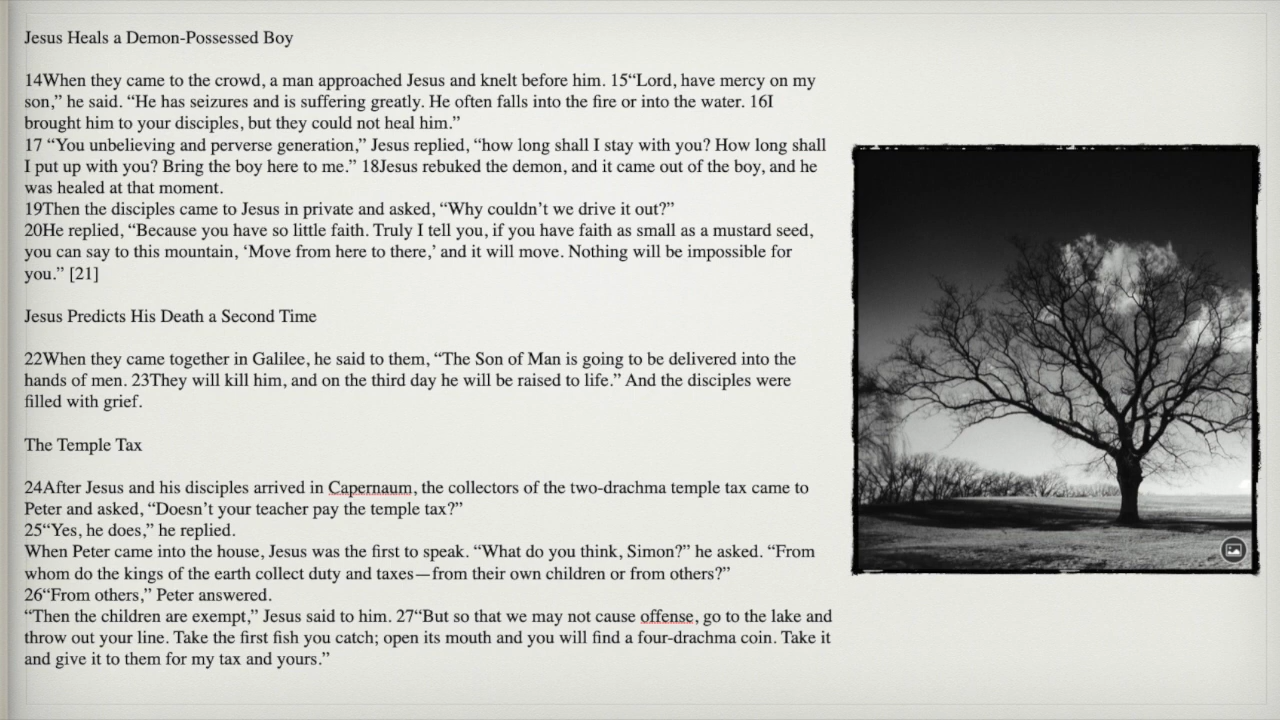 Jesus Heals a Demon-Possessed Boy
14When they came to the crowd, a man approached Jesus and knelt before him. 15“Lord, have mercy on my
son,” he said. “He has seizures and is suffering greatly. He often falls into the fire or into the water. 16I
brought him to your disciples, but they could not heal him.”
17 “You unbelieving and perverse generation,” Jesus replied, “how long shall I stay with you? How long shall
I put up with you? Bring the boy here to me.” 18Jesus rebuked the demon, and it came out of the boy, and he
was healed at that moment.
19Then the disciples came to Jesus in private and asked, “Why couldn’t we drive it out?”
20He replied, “Because you have so little faith. Truly I tell you, if you have faith as small as a mustard seed,
you can say to this mountain, ‘Move from here to there,’ and it will move. Nothing will be impossible for
you.” [21]
Jesus Predicts His Death a Second Time
22When they came together in Galilee, he said to them, “The Son of Man is going to be delivered into the
hands of men. 23They will kill him, and on the third day he will be raised to life.” And the disciples were
filled with grief.
The Temple Tax
24After Jesus and his disciples arrived in Capernaum, the collectors of the two-drachma temple tax came to
Peter and asked, “Doesn’t your teacher pay the temple tax?”
25“Yes, he does,” he replied.
When Peter came into the house, Jesus was the first to speak. “What do you think, Simon?” he asked. “From
whom do the kings of the earth collect duty and taxes—from their own children or from others?”
26“From others,” Peter answered.
“Then the children are exempt,” Jesus said to him. 27“But so that we may not cause offense, go to the lake and
throw out your line. Take the first fish you catch; open its mouth and you will find a four-drachma coin. Take it
and give it to them for my tax and yours.”